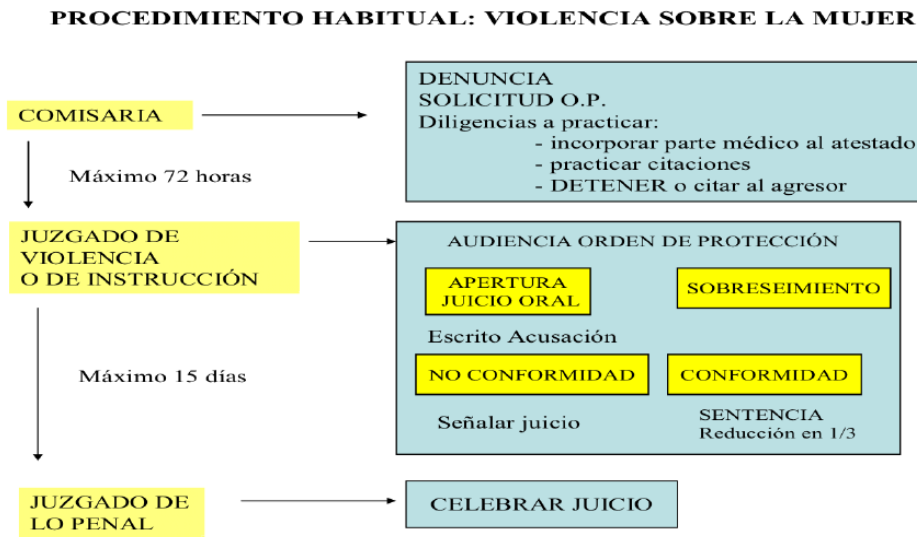 PROCEDIMIENTO HABITUAL: VIOLENCIA SOBRE LA MUJER
COMISARIA
DENUNCIA
SOLICITUD O.P.
Diligencias a practicar:
- incorporar parte médico al atestado
- practicar citaciones
- DETENER o citar al agresor
Máximo 72 horas
JUZGADO DE
VIOLENCIA
O DE INSTRUCCIÓN
AUDIENCIA ORDEN DE PROTECCIÓN
APERTURA
JUICIO ORAL
SOBRESEIMIENTO
Escrito Acusación
NO CONFORMIDAD
CONFORMIDAD
Señalar juicio
SENTENCIA
Reducción en 1/3
Máximo 15 días
JUZGADO DE
LO PENAL
CELEBRAR JUICIO